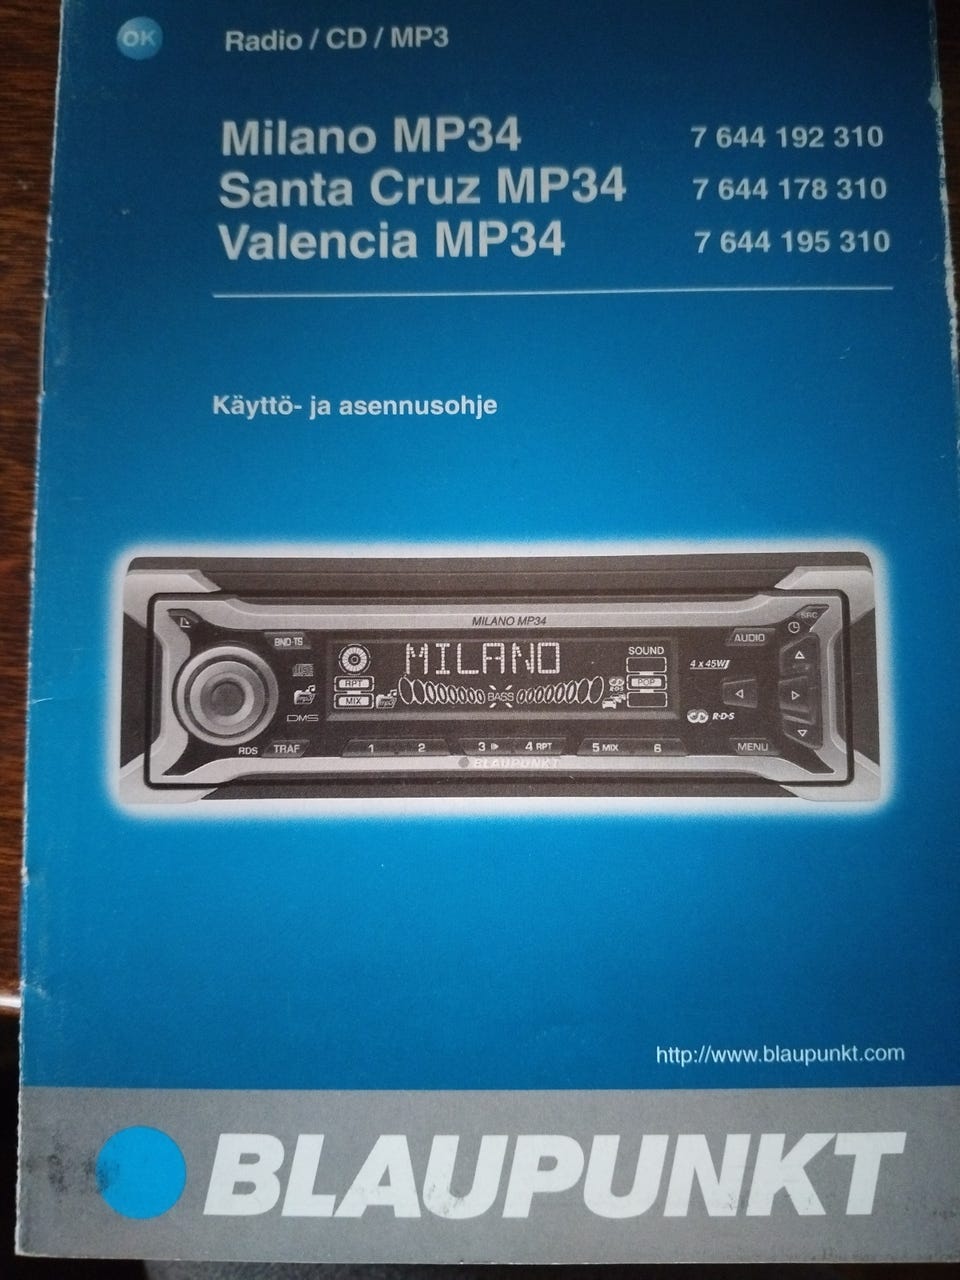 OK
Radio / CD / MP3
Milano MP34 7 644 192 310
Santa Cruz MP34 7 644 178 310
Valencia MP34 7 644 195 310
Käyttö- ja asennusohje
MILANO MP34
SRC
BND·TS
AUDIO
MILANO
SOUND
4 x 45W
RPT
BASS
POP
MIX
DMS
R·D·S
RDS TRAF 1 2 3 4 RPT 5 MIX 6 MENU
BLAUPUNKT
http://www.blaupunkt.com
BLAUPUNKT